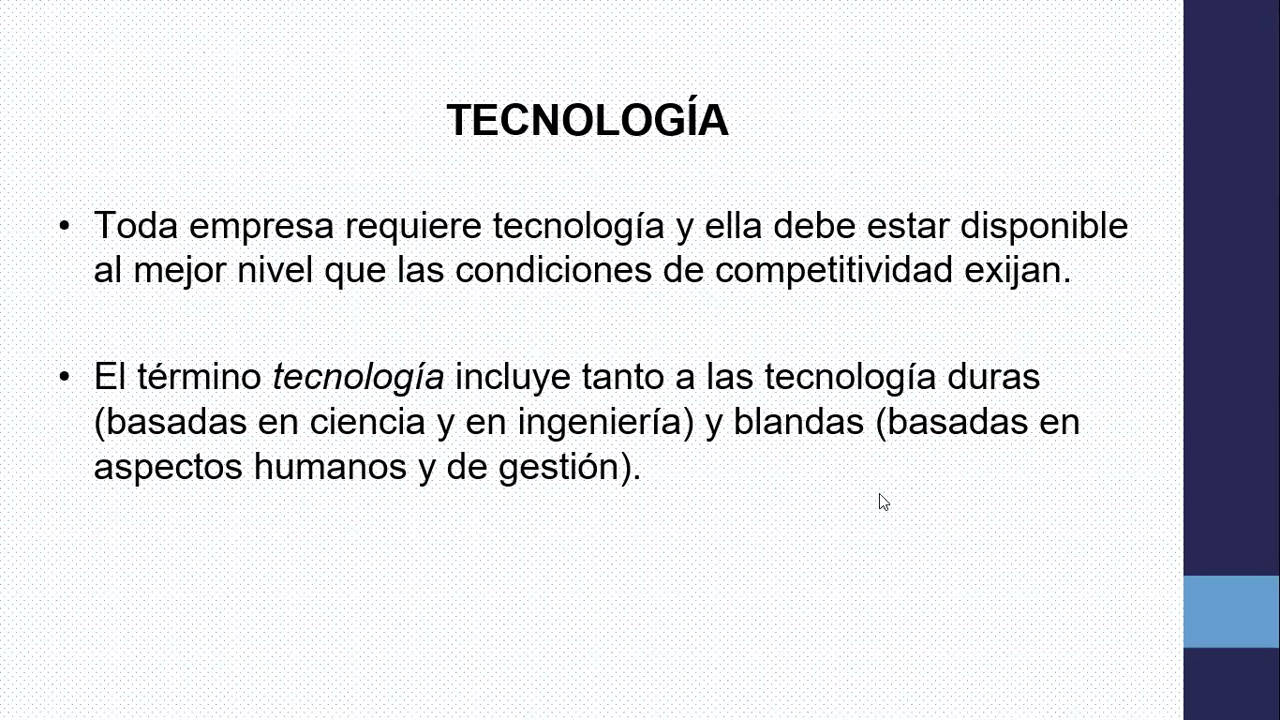 TECNOLOGÍA
• Toda empresa requiere tecnología y ella debe estar disponible
al mejor nivel que las condiciones de competitividad exijan.
• El término tecnología incluye tanto a las tecnología duras
(basadas en ciencia y en ingeniería) y blandas (basadas en
aspectos humanos y de gestión).